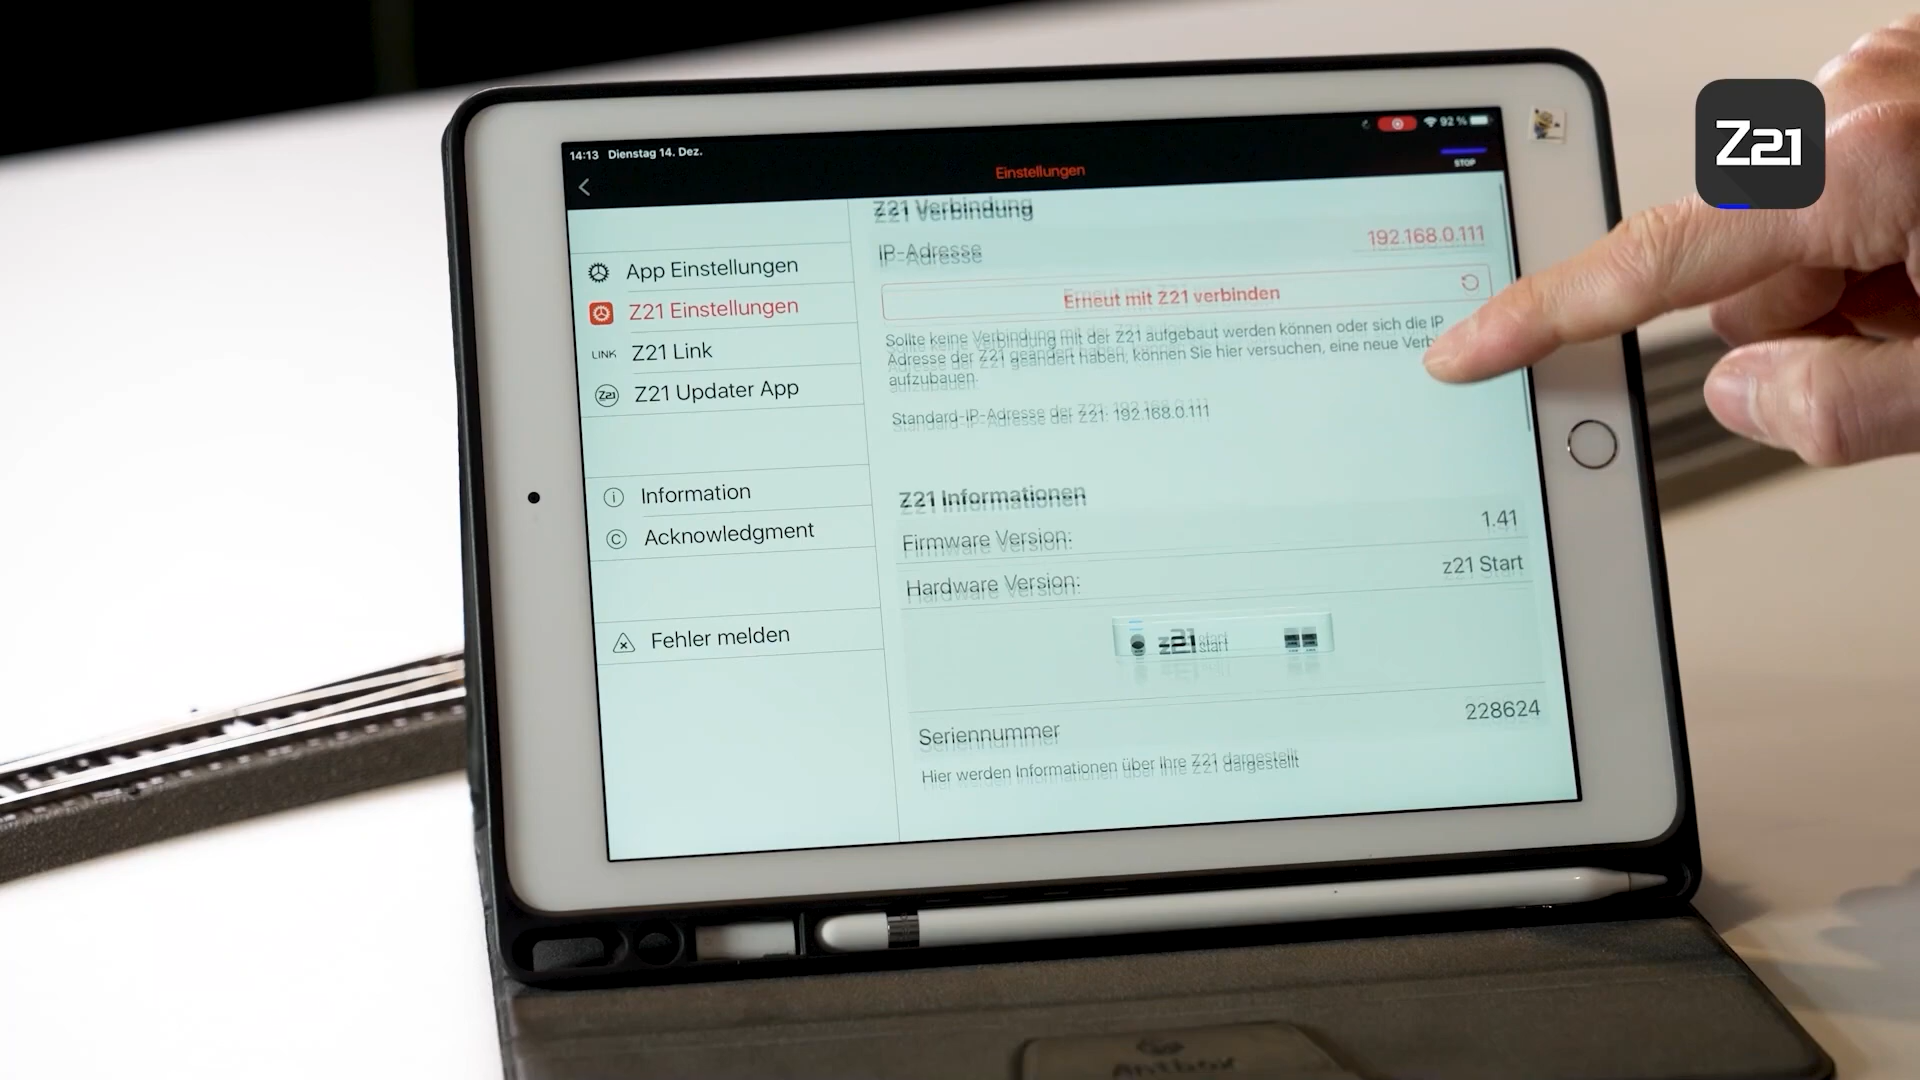 Z21
14:13 Dienstag 14. Dez.
92 %
Einstellungen
STOP
App Einstellungen
Z21 Einstellungen
LINK Z21 Link
Z21 Z21 Updater App
i Information
C Acknowledgment
Fehler melden
Z21 Verbindung
IP-Adresse 192.168.0.111
Erneut mit Z21 verbinden
Sollte keine Verbindung mit der Z21 aufgebaut werden können oder sich die IP
Adresse der Z21 geändert haben, können Sie hier versuchen, eine neue Verb
aufzubauen.
Standard-IP-Adresse der Z21: 192.168.0.111
Z21 Informationen
Firmware Version: 1.41
Hardware Version: z21 Start
z21 start
Seriennummer 228624
Hier werden Informationen über Ihre Z21 dargestellt